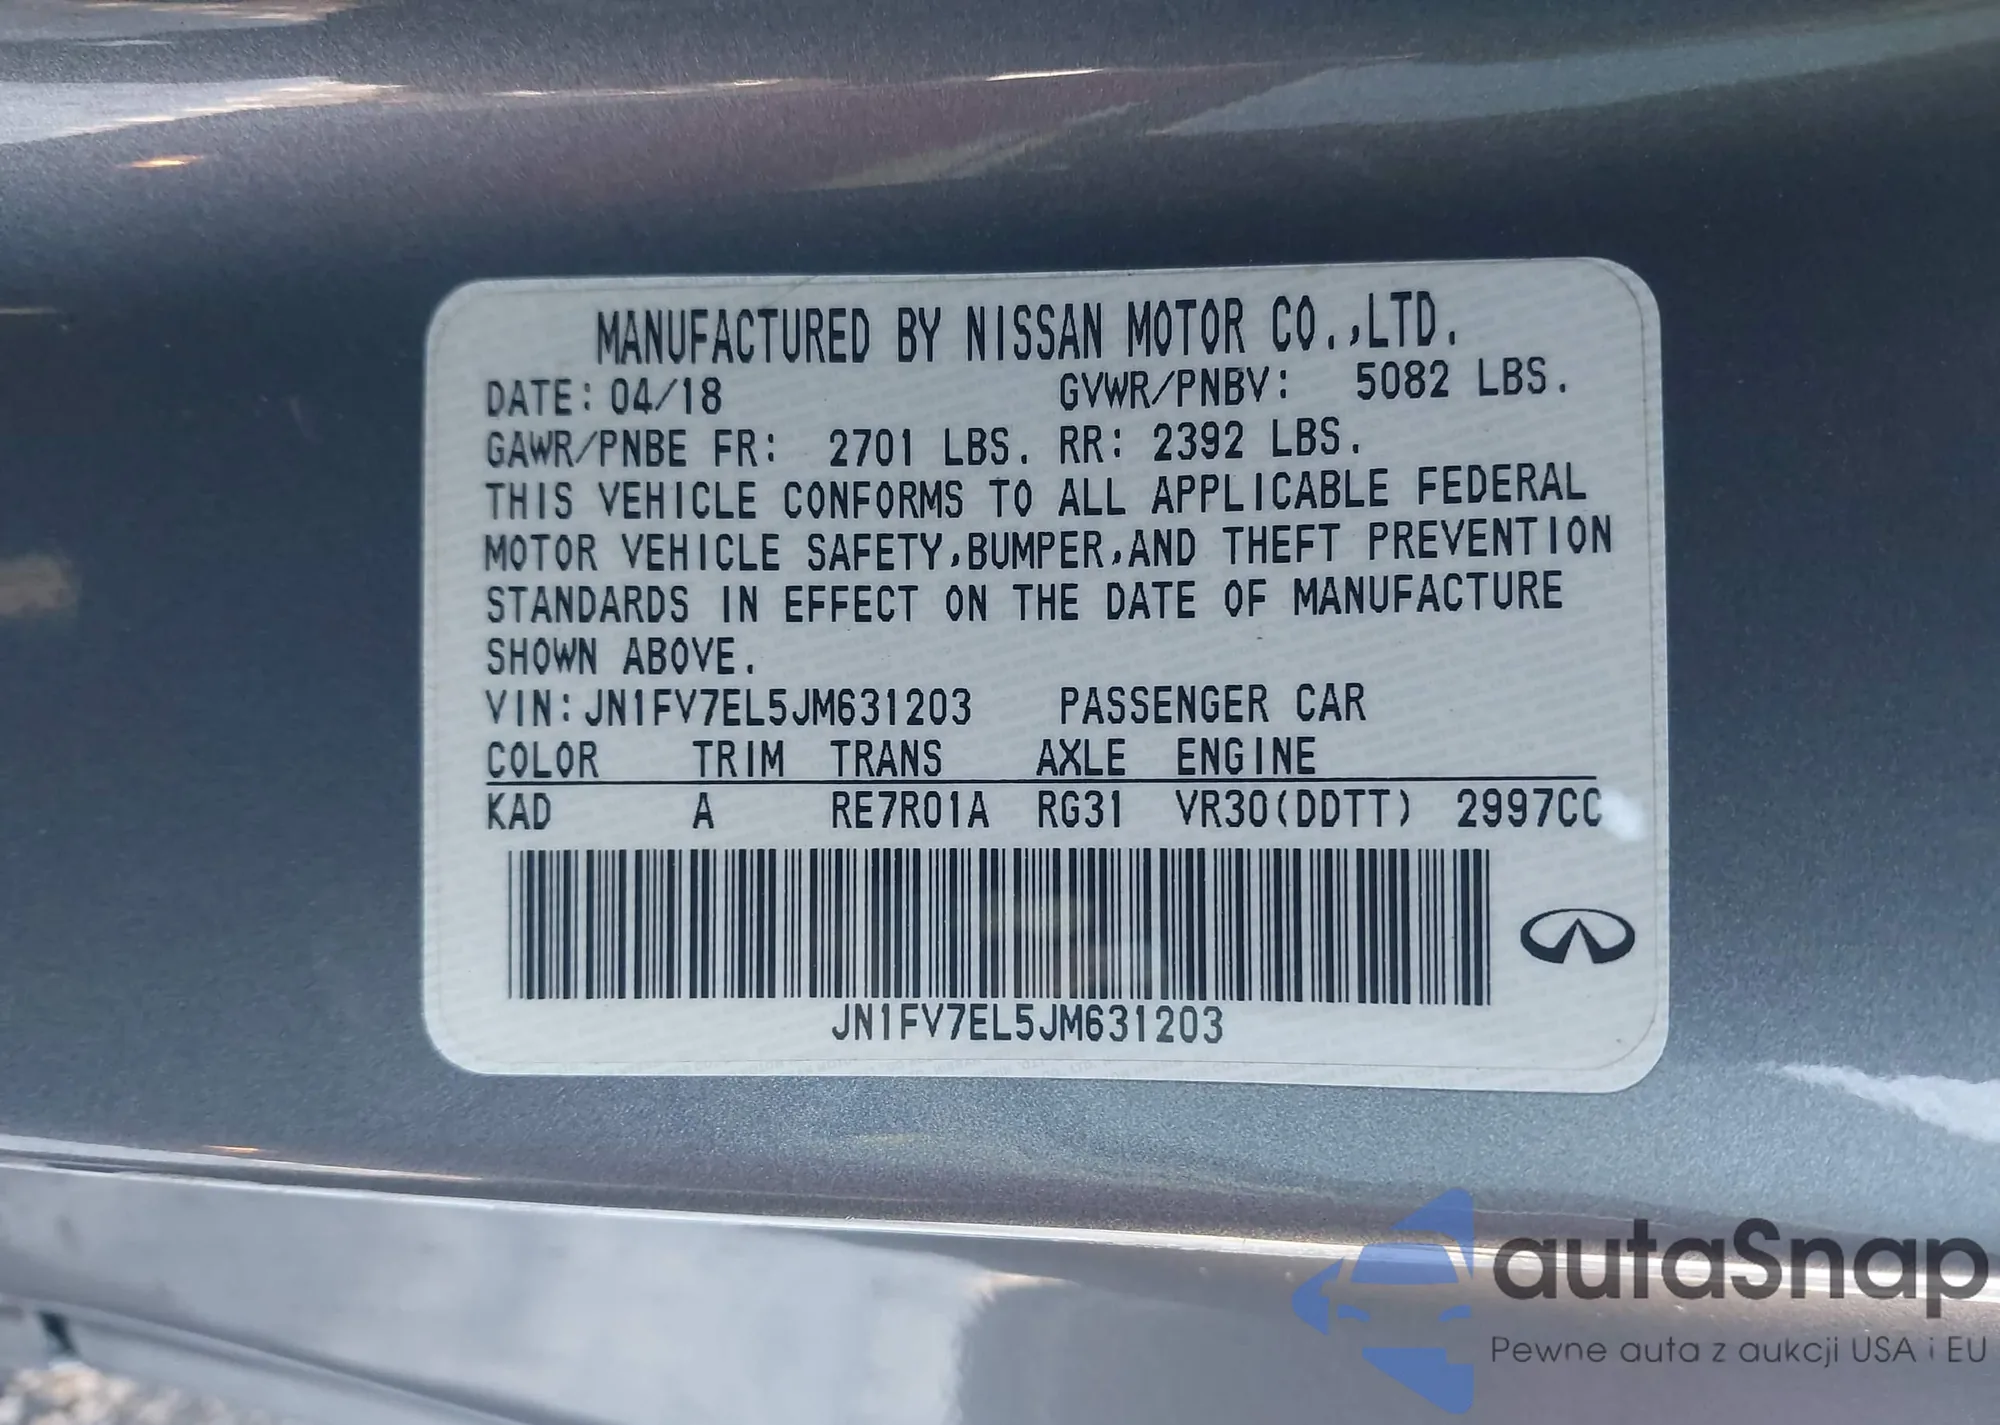 MANUFACTURED BY NISSAN MOTOR CO.,LTD.
DATE: 04/18 GVWR/PNBV: 5082 LBS.
GAWR/PNBE FR: 2701 LBS. RR: 2392 LBS.
THIS VEHICLE CONFORMS TO ALL APPLICABLE FEDERAL
MOTOR VEHICLE SAFETY,BUMPER,AND THEFT PREVENTION
STANDARDS IN EFFECT ON THE DATE OF MANUFACTURE
SHOWN ABOVE.
VIN:JN1FV7EL5JM631203 PASSENGER CAR
COLOR TRIM TRANS AXLE ENGINE
KAD A RE7R01A RG31 VR30(DDTT) 2997CC
JN1FV7EL5JM631203
autaSnap
Pewne auta z aukcji USA i EU